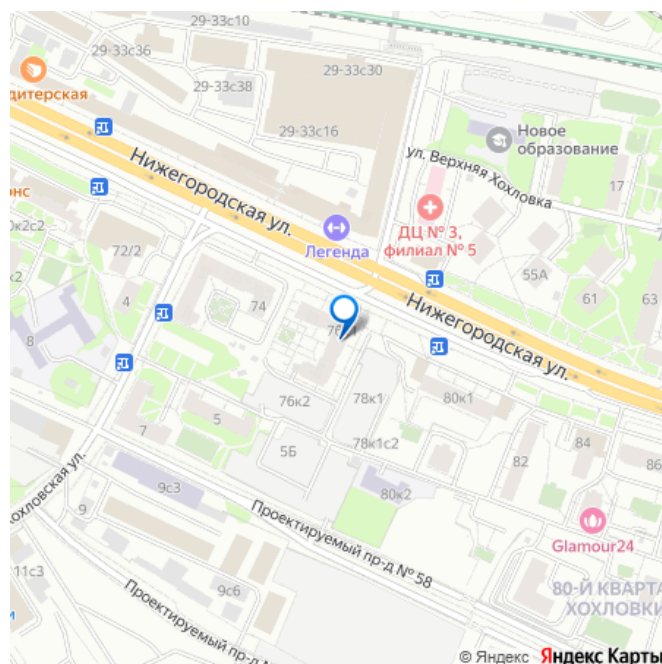 29-33с10
29-33с36
29-33с30
29-33с38
дитерская
29-33с16
Новое
образование
ул. Верхняя Хохловка
17
Нижегородская ул.
ДЦ № 3,
филиал № 5
Легенда
72/2
55А
61
63
4
74
8
Нижегородская ул.
76к2
78к1
80к1
7
5
5Б
78к1с2
82
84
86
Хохловская ул.
9с3
80к2
9
Проектируемый пр-д № 58
Glamour24
11с3
9с6
80-Й КВАРТА
ХОХЛОВКИ
Проектируемый пр-д №
© Яндекс Яндекс Карты